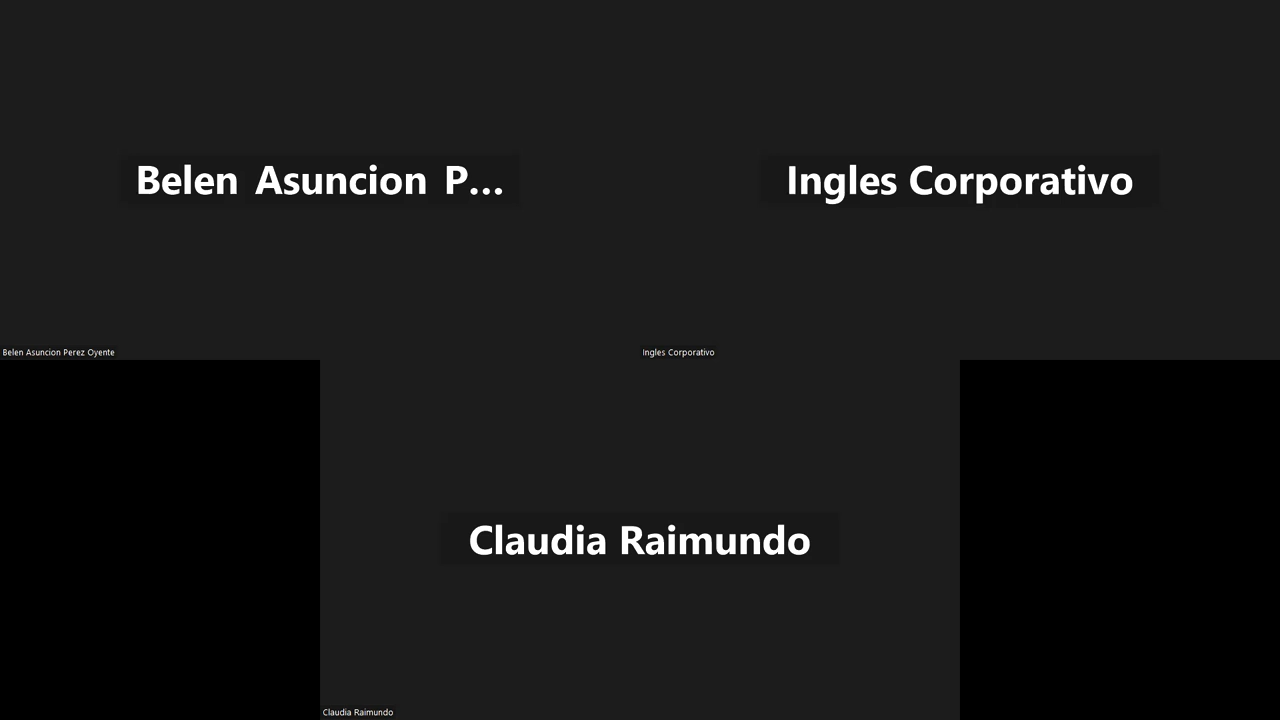 Belen Asuncion P...
Ingles Corporativo
Belen Asuncion Perez Oyente
Ingles Corporativo
Claudia Raimundo
Claudia Raimundo